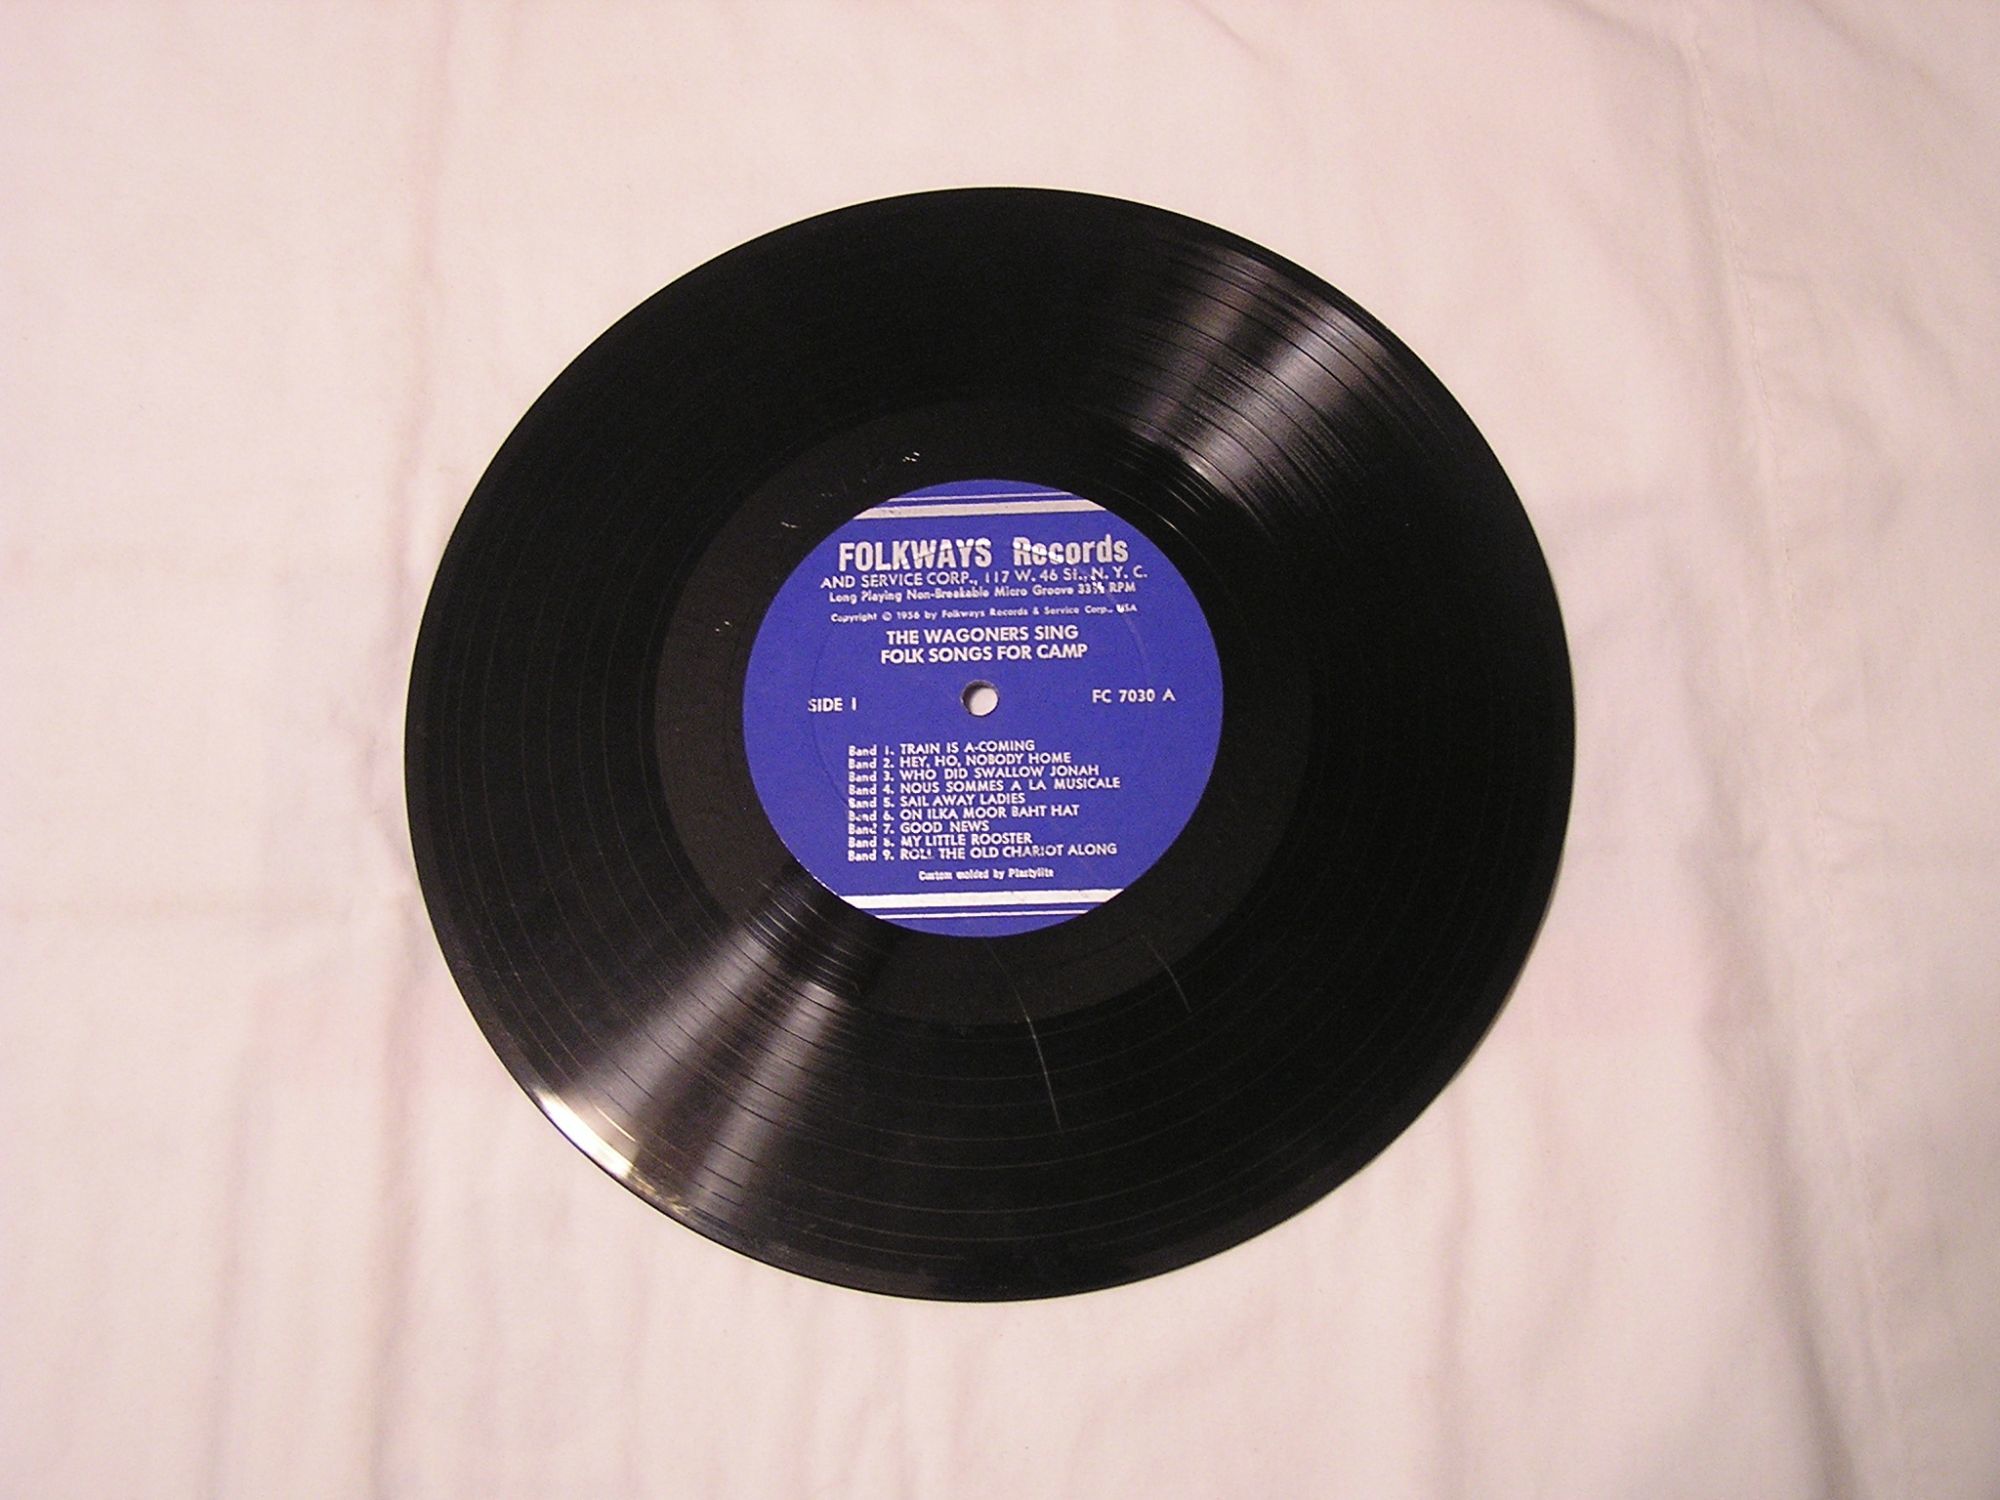 FOLKWAYS Records
AND SERVICE CORP., 117 W. 46 St., N. Y. C.
Long Playing Non-Breakable Micro Groove 33⅓ RPM
Copyright © 1956 by Folkways Records & Service Corp., USA
THE WAGONERS SING
FOLK SONGS FOR CAMP
SIDE I FC 7030 A
Band 1. TRAIN IS A-COMING
Band 2. HEY, HO, NOBODY HOME
Band 3. WHO DID SWALLOW JONAH
Band 4. NOUS SOMMES A LA MUSICALE
Band 5. SAIL AWAY LADIES
Band 6. ON ILKA MOOR BAHT HAT
Band 7. GOOD NEWS
Band 8. MY LITTLE ROOSTER
Band 9. ROLL THE OLD CHARIOT ALONG
Custom molded by Plastylite